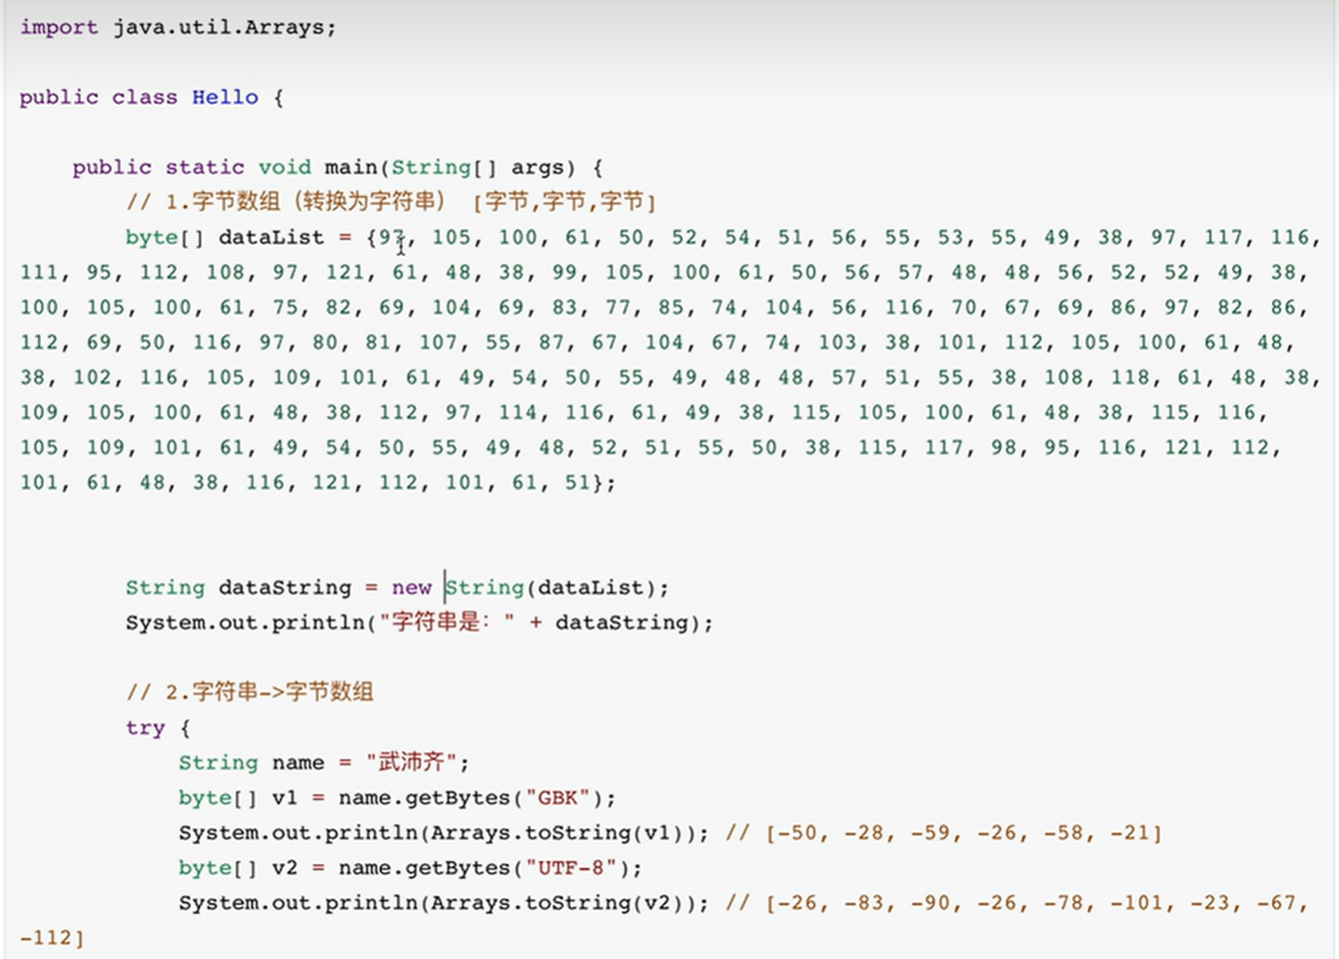 import java.util.Arrays;
public class Hello {
public static void main(String[] args) {
// 1.字节数组（转换为字符串） [字节,字节,字节]
byte[] dataList = {97, 105, 100, 61, 50, 52, 54, 51, 56, 55, 53, 55, 49, 38, 97, 117, 116,
111, 95, 112, 108, 97, 121, 61, 48, 38, 99, 105, 100, 61, 50, 56, 57, 48, 48, 56, 52, 52, 49, 38,
100, 105, 100, 61, 75, 82, 69, 104, 69, 83, 77, 85, 74, 104, 56, 116, 70, 67, 69, 86, 97, 82, 86,
112, 69, 50, 116, 97, 80, 81, 107, 55, 87, 67, 104, 67, 74, 103, 38, 101, 112, 105, 100, 61, 48,
38, 102, 116, 105, 109, 101, 61, 49, 54, 50, 55, 49, 48, 48, 57, 51, 55, 38, 108, 118, 61, 48, 38,
109, 105, 100, 61, 48, 38, 112, 97, 114, 116, 61, 49, 38, 115, 105, 100, 61, 48, 38, 115, 116,
105, 109, 101, 61, 49, 54, 50, 55, 49, 48, 52, 51, 55, 50, 38, 115, 117, 98, 95, 116, 121, 112,
101, 61, 48, 38, 116, 121, 112, 101, 61, 51};
String dataString = new String(dataList);
System.out.println("字符串是：" + dataString);
// 2.字符串->字节数组
try {
String name = "武沛齐";
byte[] v1 = name.getBytes("GBK");
System.out.println(Arrays.toString(v1)); // [-50, -28, -59, -26, -58, -21]
byte[] v2 = name.getBytes("UTF-8");
System.out.println(Arrays.toString(v2)); // [-26, -83, -90, -26, -78, -101, -23, -67,
-112]